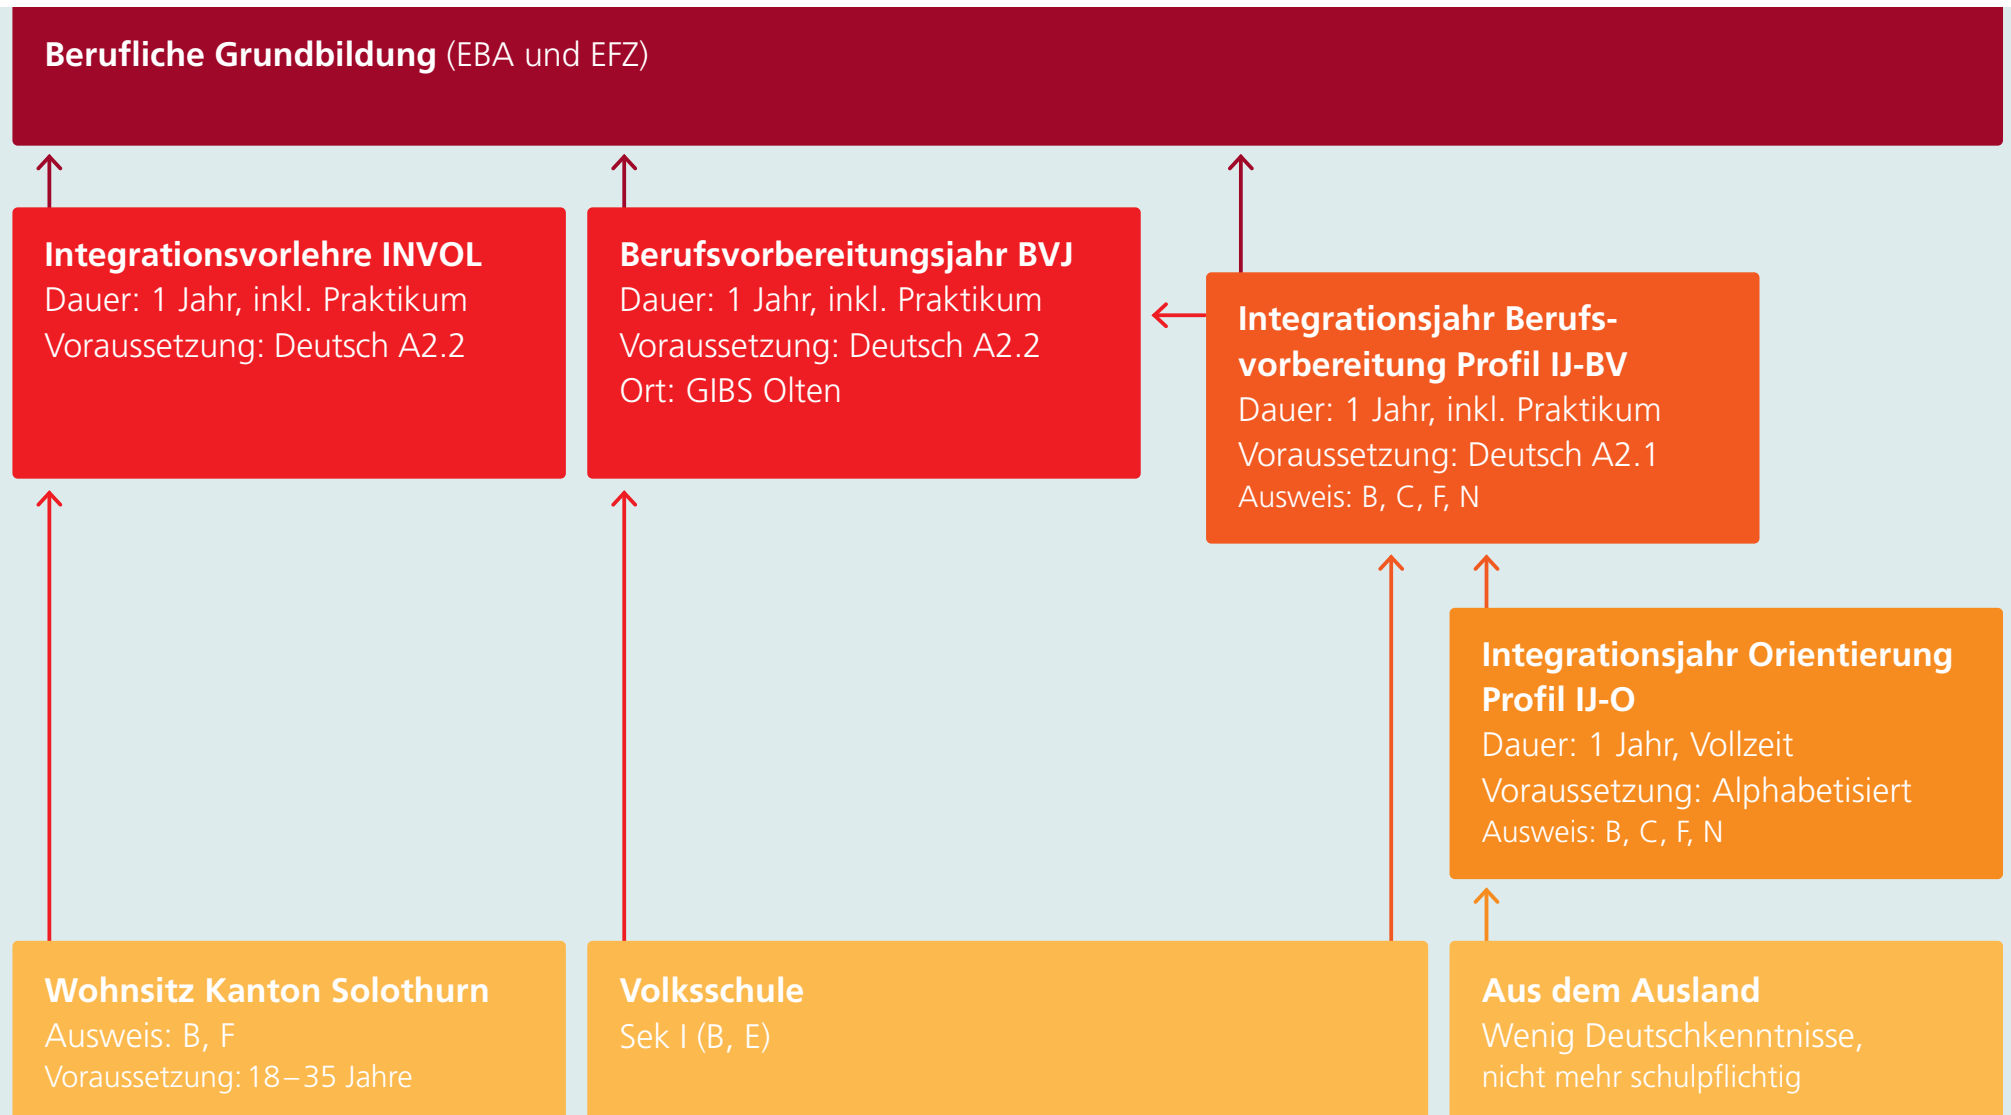 Berufliche Grundbildung (EBA und EFZ)
Integrationsvorlehre INVOL
Dauer: 1 Jahr, inkl. Praktikum
Voraussetzung: Deutsch A2.2
Berufsvorbereitungsjahr BVJ
Dauer: 1 Jahr, inkl. Praktikum
Voraussetzung: Deutsch A2.2
Ort: GIBS Olten
Integrationsjahr Berufs-
vorbereitung Profil IJ-BV
Dauer: 1 Jahr, inkl. Praktikum
Voraussetzung: Deutsch A2.1
Ausweis: B, C, F, N
Integrationsjahr Orientierung
Profil IJ-O
Dauer: 1 Jahr, Vollzeit
Voraussetzung: Alphabetisiert
Ausweis: B, C, F, N
Wohnsitz Kanton Solothurn
Ausweis: B, F
Voraussetzung: 18–35 Jahre
Volksschule
Sek I (B, E)
Aus dem Ausland
Wenig Deutschkenntnisse,
nicht mehr schulpflichtig